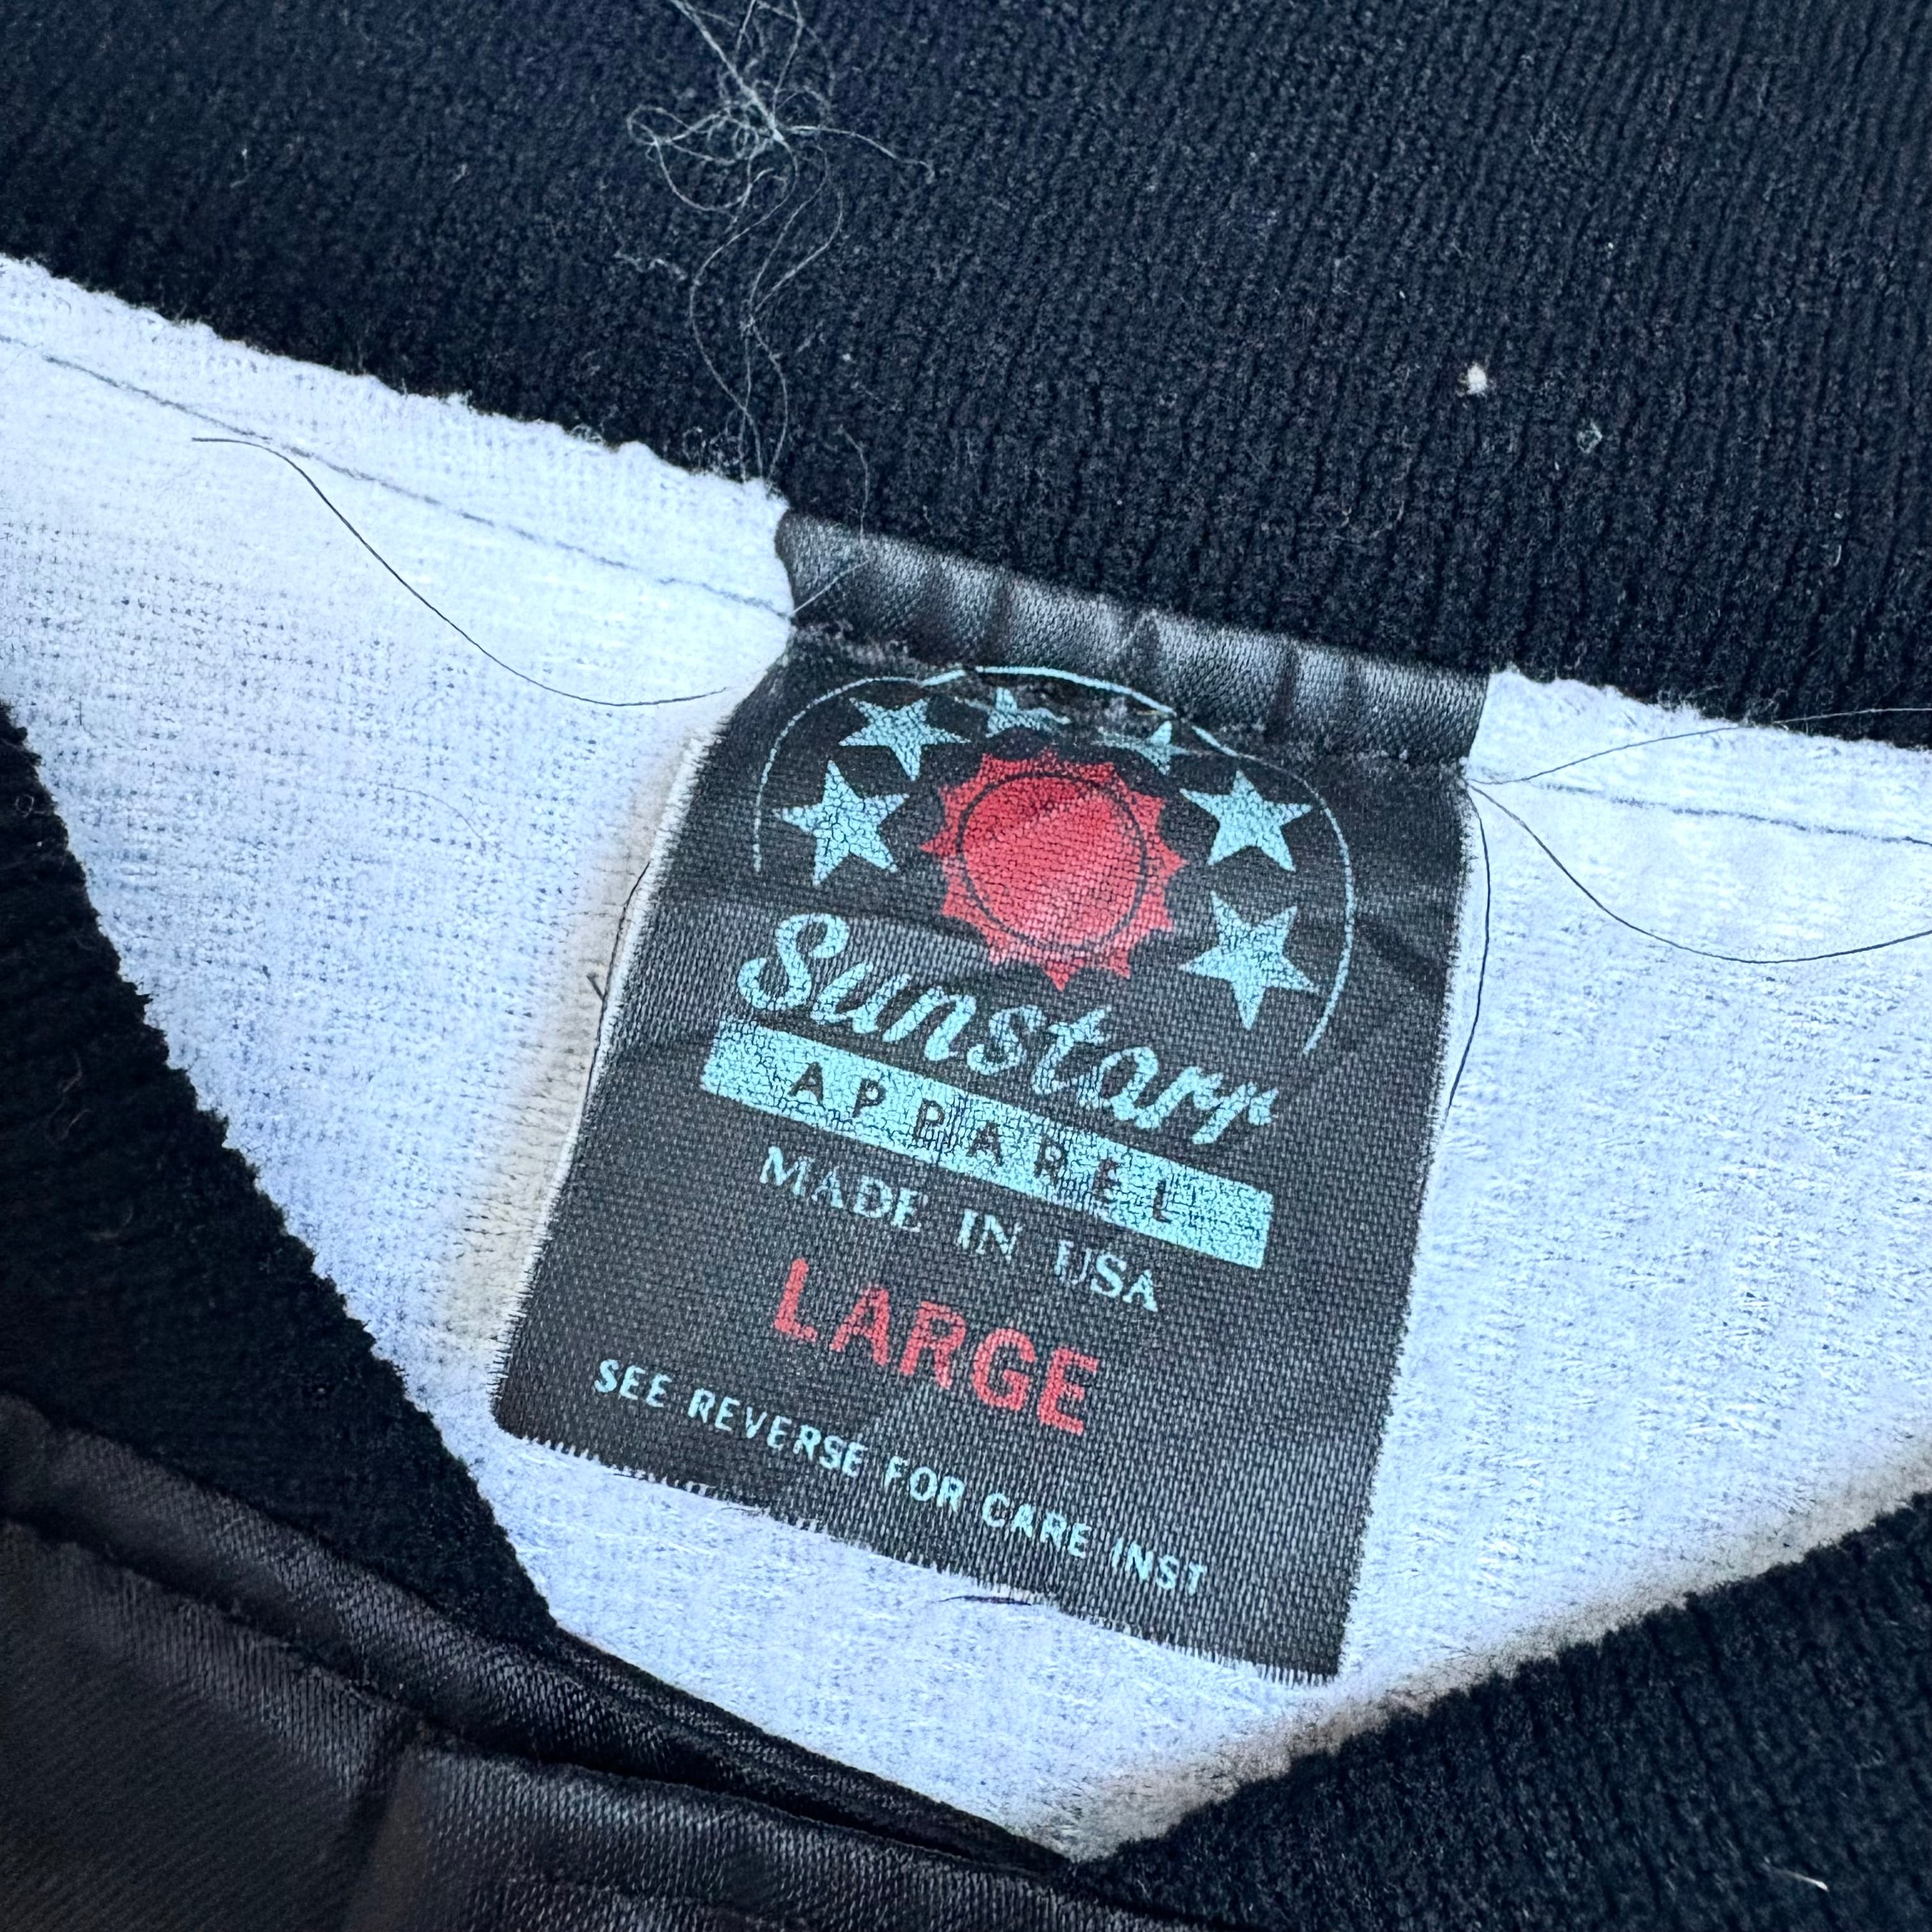 Sunstarr
APPAREL
MADE IN USA
LARGE
SEE REVERSE FOR CARE INST